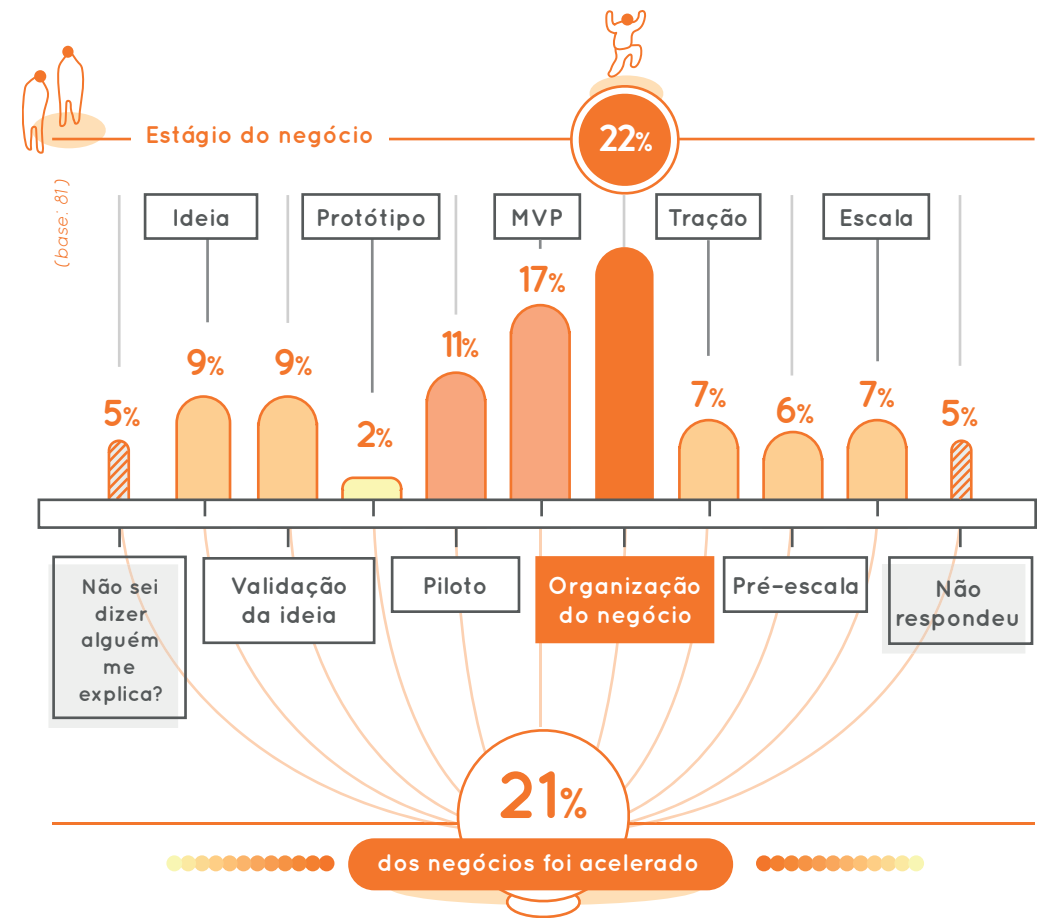 Estágio do negócio
22%
(base: 81)
Ideia
Protótipo
MVP
Tração
Escala
5%
9%
9%
2%
11%
17%
7%
6%
7%
5%
Não sei
dizer
alguém
me
explica?
Validação
da ideia
Piloto
Organização
do negócio
Pré-escala
Não
respondeu
21%
dos negócios foi acelerado